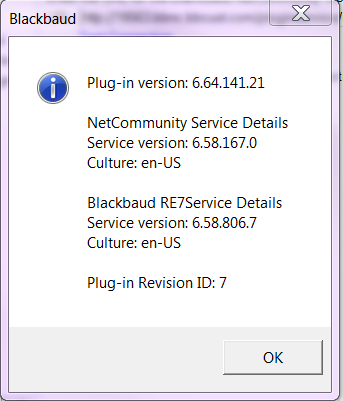 Blackbaud
Plug-in version: 6.64.141.21
NetCommunity Service Details
Service version: 6.58.167.0
Culture: en-US
Blackbaud RE7Service Details
Service version: 6.58.806.7
Culture: en-US
Plug-in Revision ID: 7
OK